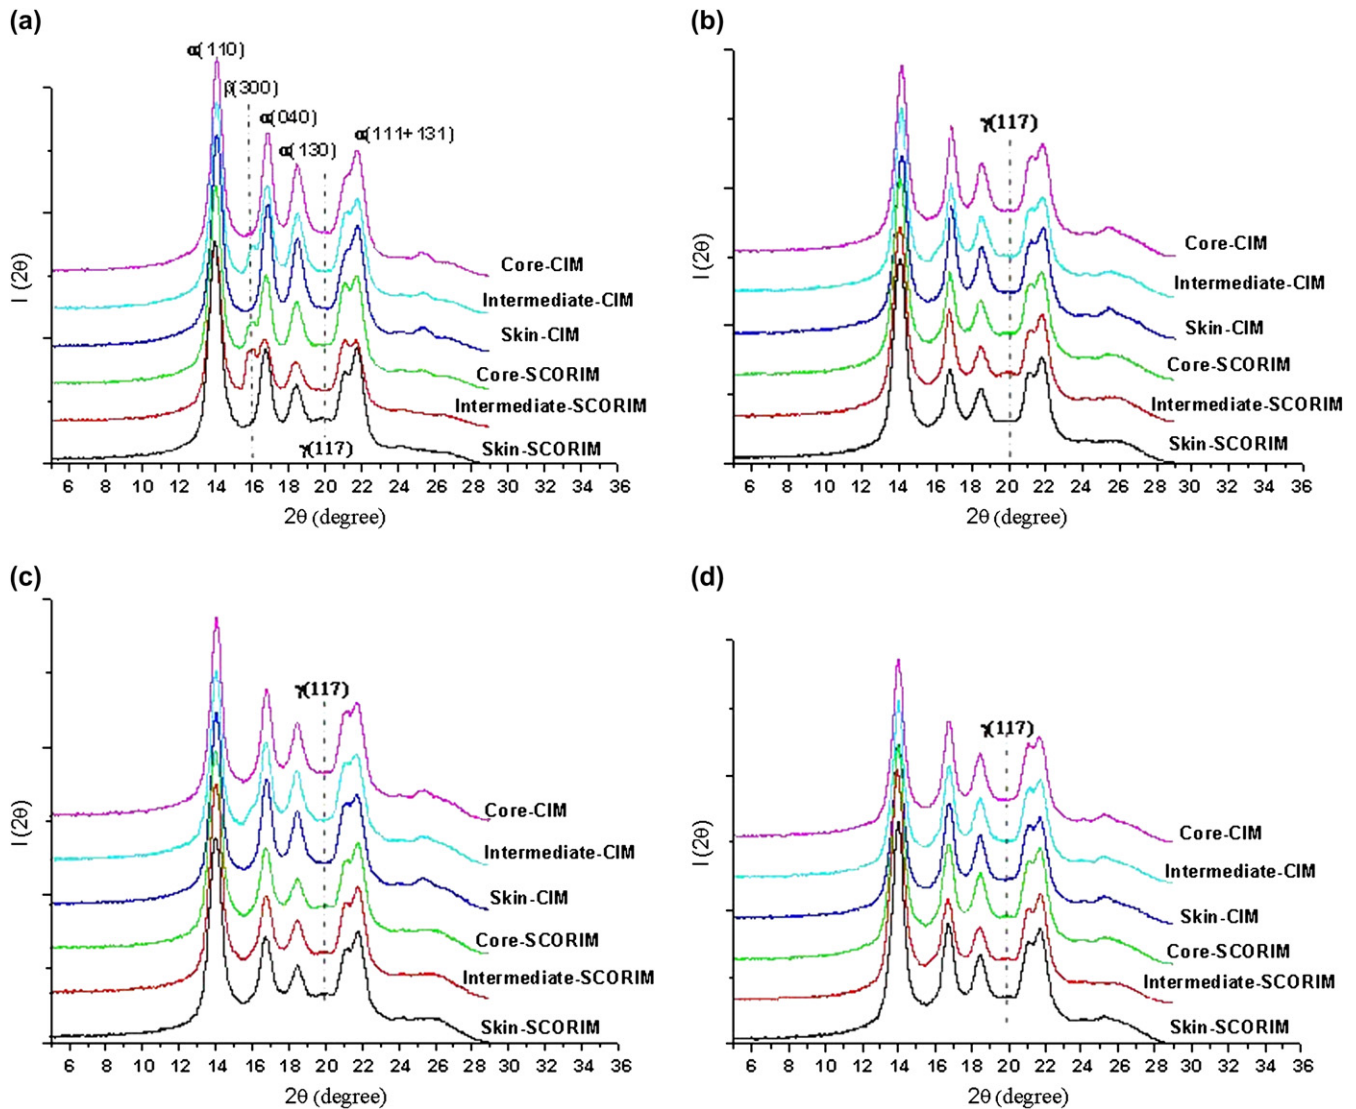 (a)
α(110)
β(300)
α(040)
α(130)
α(111+131)
Core-CIM
Intermediate-CIM
Skin-CIM
Core-SCORIM
Intermediate-SCORIM
γ(117)
Skin-SCORIM
I (2θ)
6 8 10 12 14 16 18 20 22 24 26 28 30 32 34 36
2θ (degree)
(b)
γ(117)
Core-CIM
Intermediate-CIM
Skin-CIM
Core-SCORIM
Intermediate-SCORIM
Skin-SCORIM
I (2θ)
6 8 10 12 14 16 18 20 22 24 26 28 30 32 34 36
2θ (degree)
(c)
γ(117)
Core-CIM
Intermediate-CIM
Skin-CIM
Core-SCORIM
Intermediate-SCORIM
Skin-SCORIM
I (2θ)
6 8 10 12 14 16 18 20 22 24 26 28 30 32 34 36
2θ (degree)
(d)
γ(117)
Core-CIM
Intermediate-CIM
Skin-CIM
Core-SCORIM
Intermediate-SCORIM
Skin-SCORIM
I (2θ)
6 8 10 12 14 16 18 20 22 24 26 28 30 32 34 36
2θ (degree)